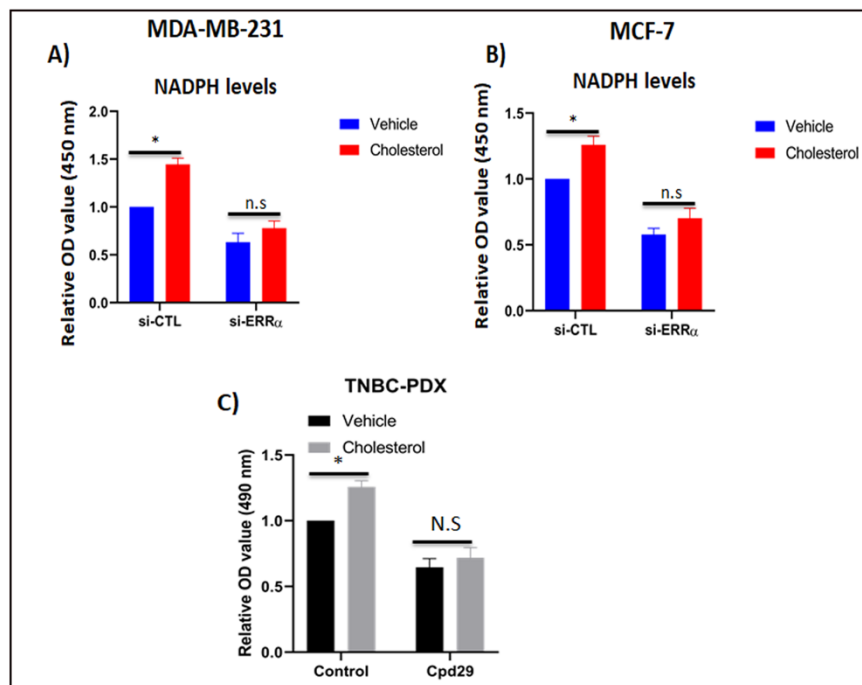 MDA-MB-231
MCF-7
A)
B)
NADPH levels
NADPH levels
Relative OD value (450 nm)
2.0
1.5
1.0
0.5
0.0
Vehicle
Cholesterol
*
n.s
si-CTL
si-ERRα
Relative OD value (450 nm)
1.5
1.0
0.5
0.0
*
n.s
Vehicle
Cholesterol
si-CTL
si-ERRα
C)
TNBC-PDX
Vehicle
Cholesterol
Relative OD value (490 nm)
1.5
1.0
0.5
0.0
*
N.S
Control
Cpd29